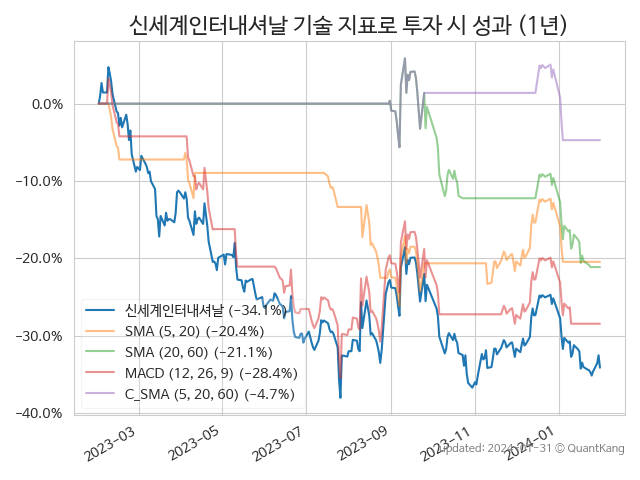 신세계인터내셔날 기술 지표로 투자 시 성과 (1년)
0.0%
−10.0%
−20.0%
−30.0%
−40.0%
신세계인터내셔날 (−34.1%)
SMA (5, 20) (−20.4%)
SMA (20, 60) (−21.1%)
MACD (12, 26, 9) (−28.4%)
C_SMA (5, 20, 60) (−4.7%)
2023−03
2023−05
2023−07
2023−09
2023−11
2024−01
updated: 2024-01-31 © QuantKang